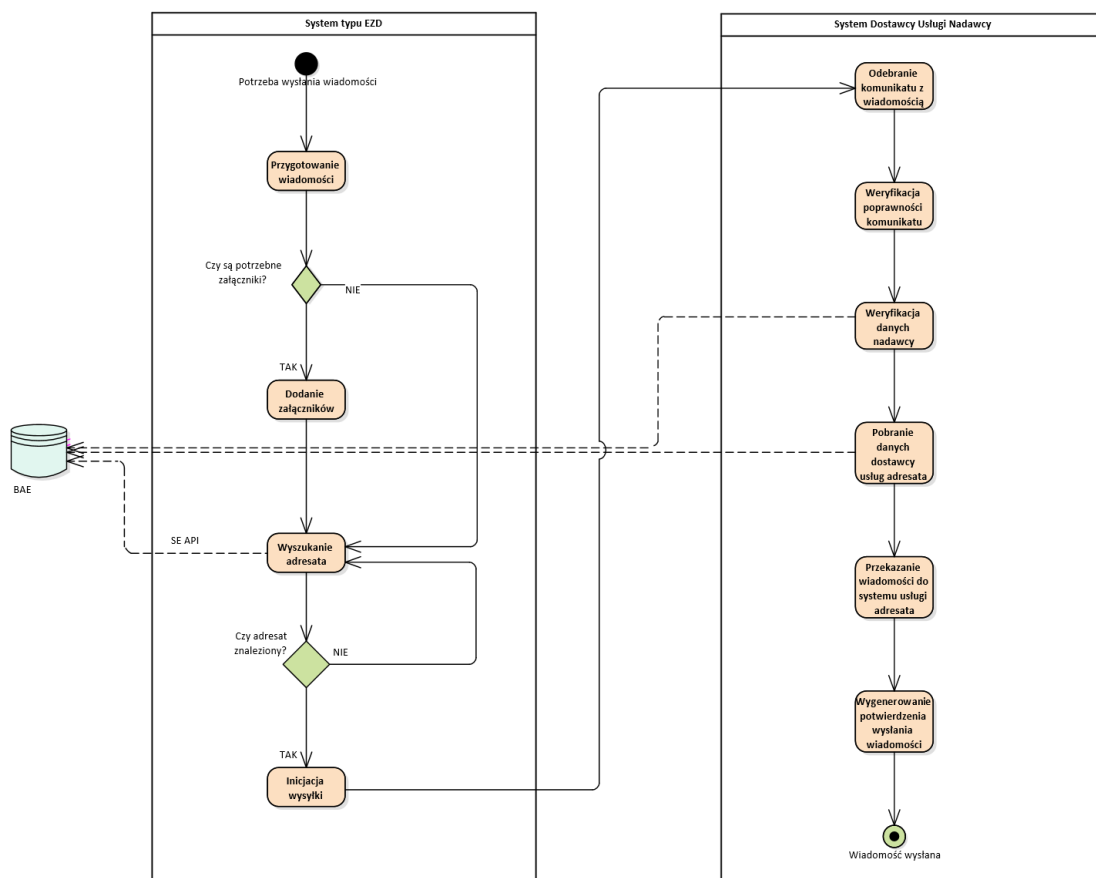 System typu EZD
Potrzeba wysłania wiadomości
Przygotowanie
wiadomości
Czy są potrzebne
załączniki?
NIE
TAK
Dodanie
załączników
BAE
SE API
Wyszukanie
adresata
Czy adresat
znaleziony?
NIE
TAK
Inicjacja
wysyłki
System Dostawcy Usługi Nadawcy
Odebranie
komunikatu z
wiadomością
Weryfikacja
poprawności
komunikatu
Weryfikacja
danych
nadawcy
Pobranie
danych
dostawcy
usług adresata
Przekazanie
wiadomości do
systemu usługi
adresata
Wygenerowanie
potwierdzenia
wysłania
wiadomości
Wiadomość wysłana